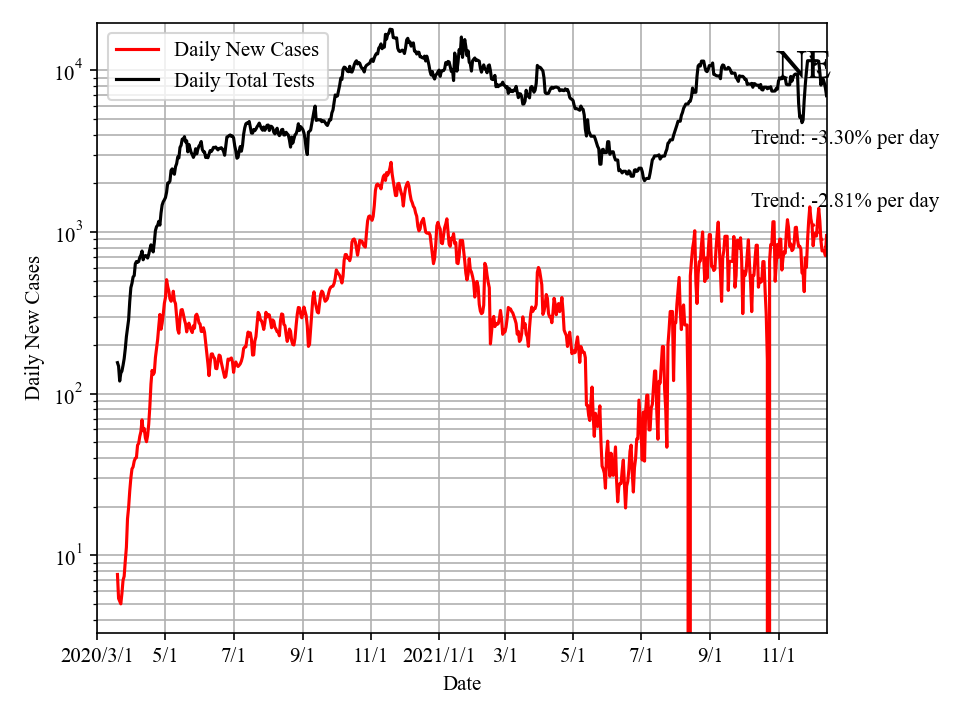 Daily New Cases
Daily Total Tests
NE
Trend: -3.30% per day
Trend: -2.81% per day
10^4
10^3
10^2
10^1
Daily New Cases
2020/3/1 5/1 7/1 9/1 11/1 2021/1/1 3/1 5/1 7/1 9/1 11/1
Date